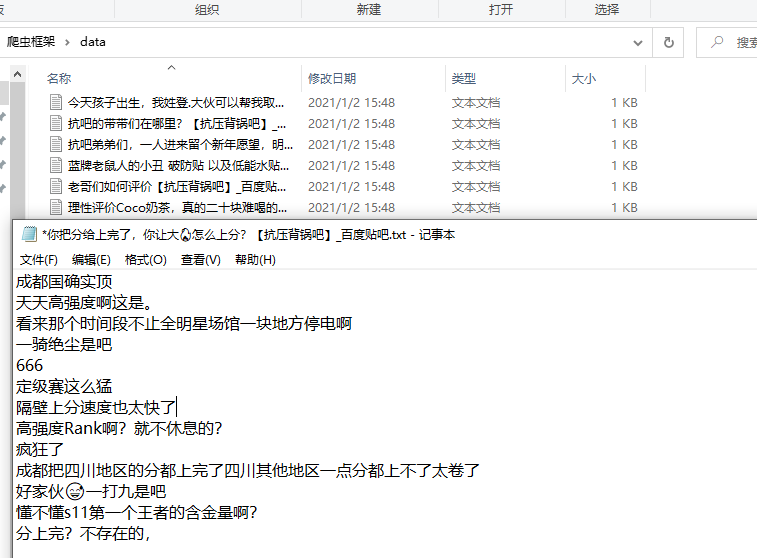 组织
新建
打开
选择
爬虫框架 › data
搜索
名称
修改日期
类型
大小
今天孩子出生，我姓登.大伙可以帮我取...
2021/1/2 15:48
文本文档
1 KB
抗吧的带带们在哪里？【抗压背锅吧】_...
2021/1/2 15:48
文本文档
1 KB
抗吧弟弟们，一人进来留个新年愿望，明...
2021/1/2 15:48
文本文档
1 KB
蓝牌老鼠人的小丑 破防贴 以及低能水贴...
2021/1/2 15:48
文本文档
1 KB
老哥们如何评价【抗压背锅吧】_百度贴...
2021/1/2 15:48
文本文档
1 KB
理性评价Coco奶茶，真的二十块难喝的...
2021/1/2 15:48
文本文档
1 KB
*你把分给上完了，你让大怎么上分？【抗压背锅吧】_百度贴吧.txt - 记事本
文件(F) 编辑(E) 格式(O) 查看(V) 帮助(H)
成都国确实顶
天天高强度啊这是。
看来那个时间段不止全明星场馆一块地方停电啊
一骑绝尘是吧
666
定级赛这么猛
隔壁上分速度也太快了
高强度Rank啊？就不休息的？
疯狂了
成都把四川地区的分都上完了四川其他地区一点分都上不了太卷了
好家伙😅一打九是吧
懂不懂s11第一个王者的含金量啊？
分上完？不存在的，